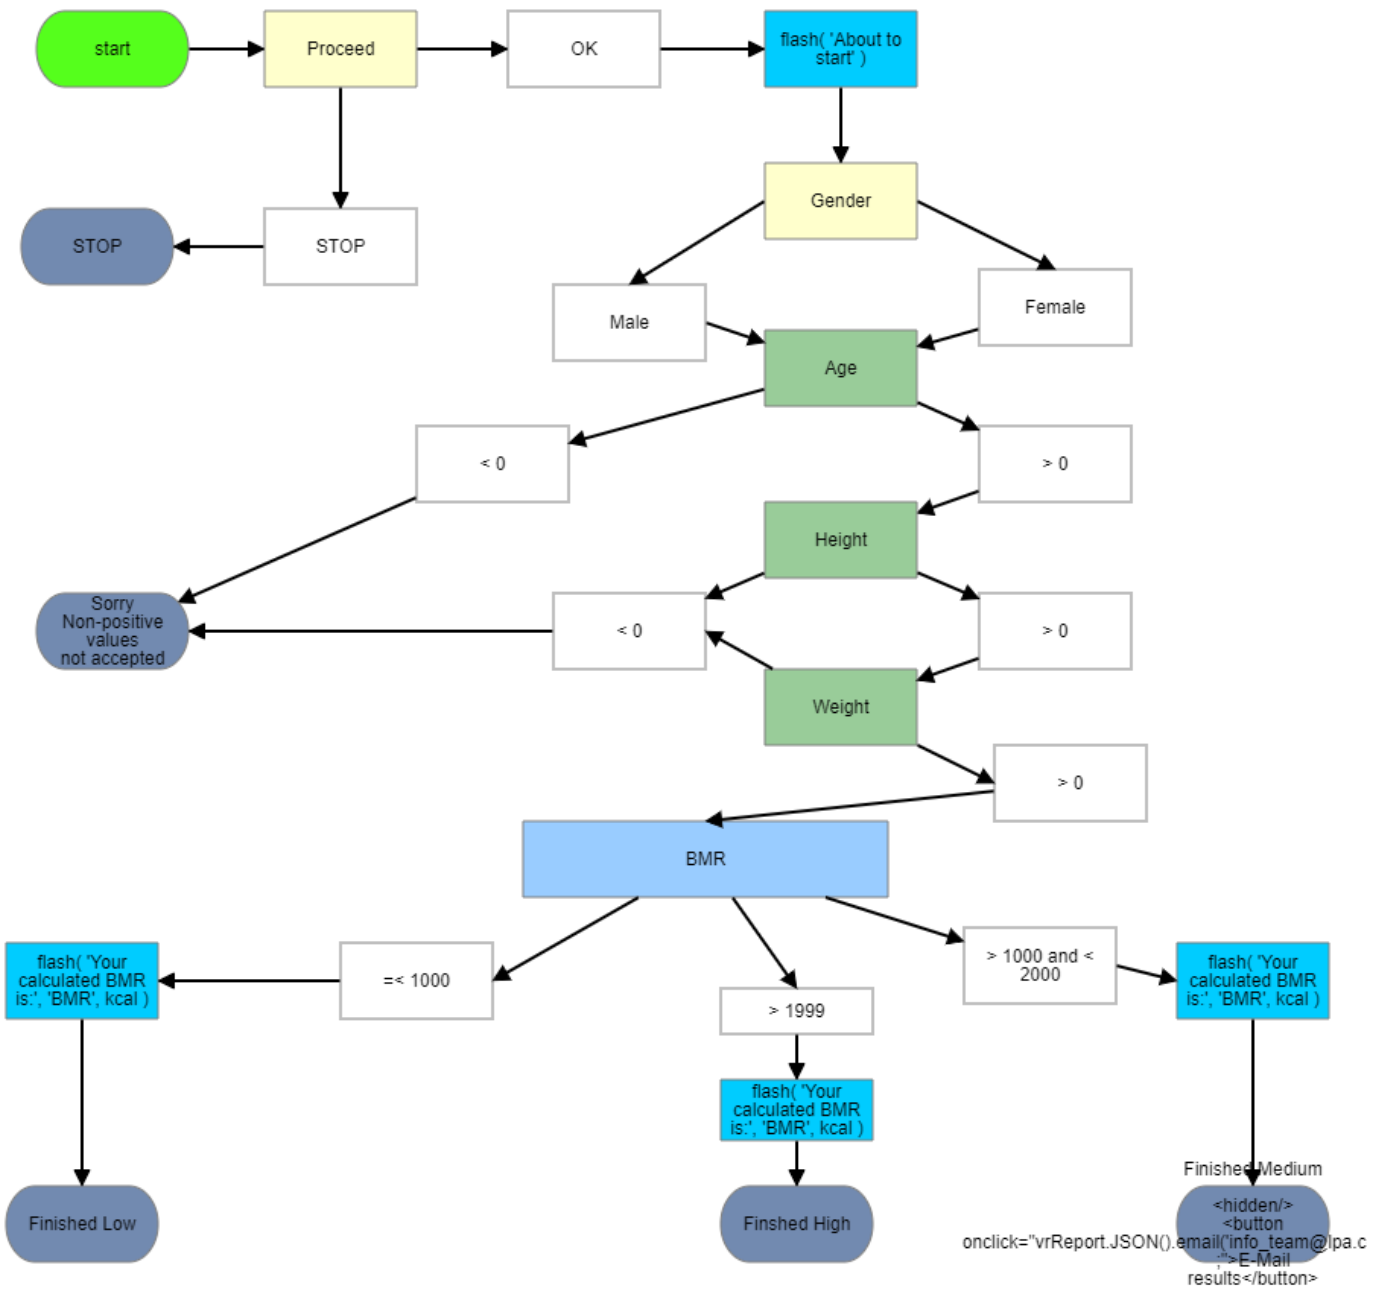 start
Proceed
OK
flash( 'About to
start' )
Gender
STOP
STOP
Male
Female
Age
< 0
> 0
Height
Sorry
Non-positive
values
not accepted
< 0
> 0
Weight
> 0
BMR
flash( 'Your
calculated BMR
is:', 'BMR', kcal )
=< 1000
> 1999
> 1000 and <
2000
flash( 'Your
calculated BMR
is:', 'BMR', kcal )
flash( 'Your
calculated BMR
is:', 'BMR', kcal )
Finished Low
Finshed High
Finished Medium
<hidden/>
<button
onclick="vrReport.JSON().email('info_team@lpa.c
;">E-Mail
results</button>